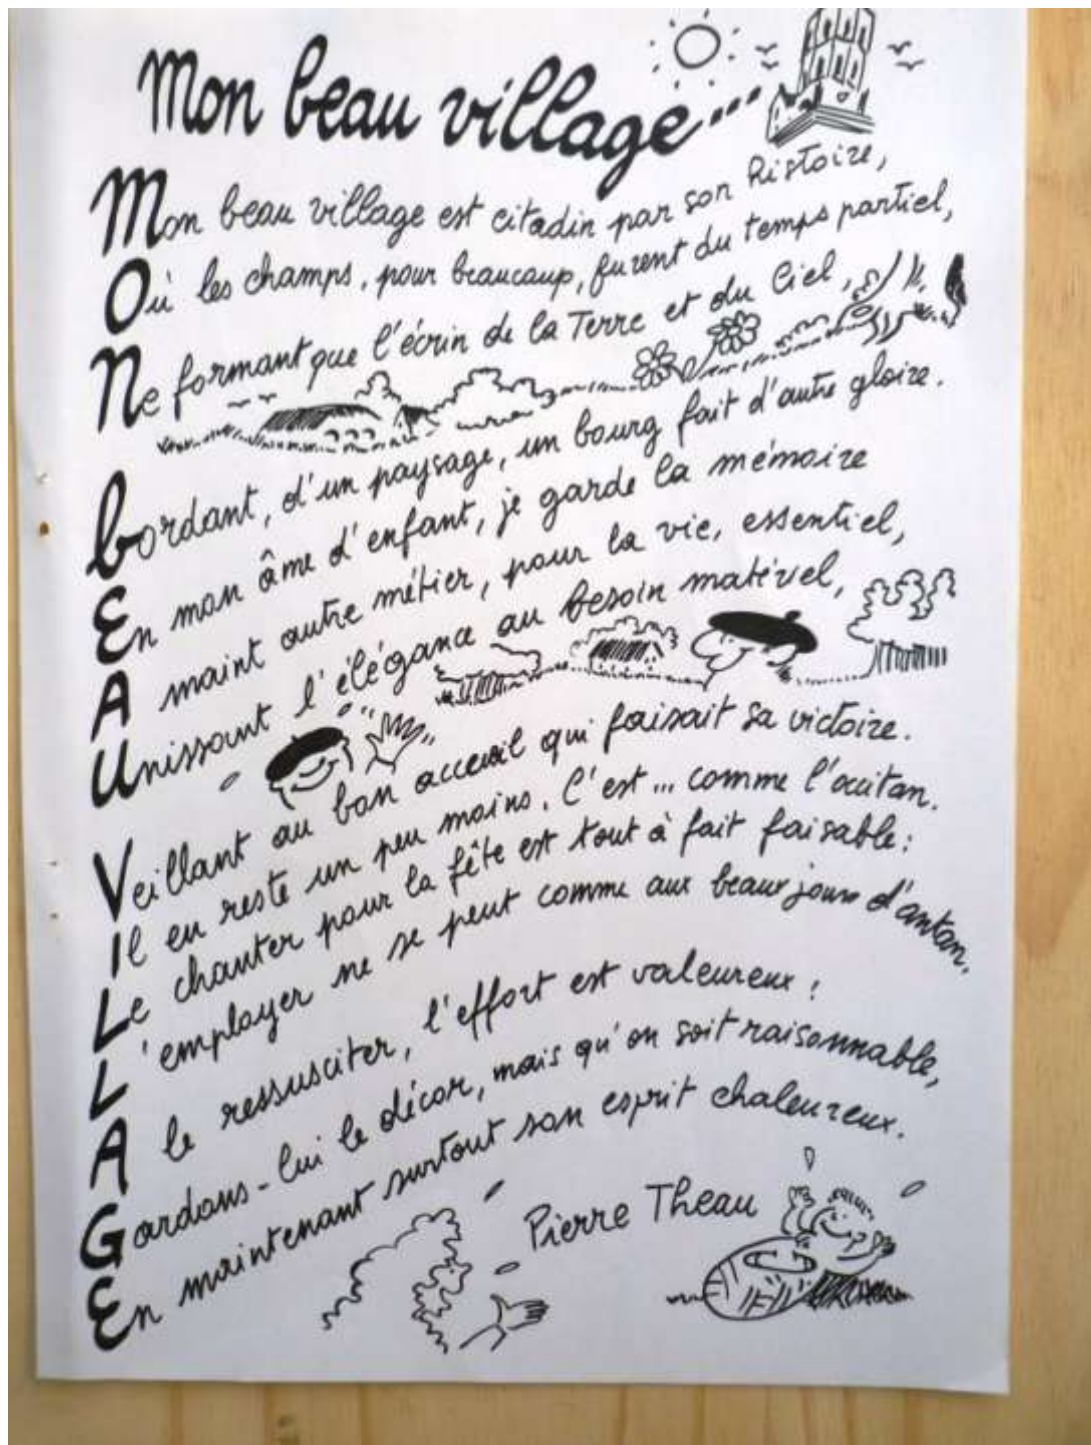 Mon beau village...
Mon beau village est citadin par son histoire,
Où les champs, pour beaucoup, furent du temps partiel,
Ne formant que l'écrin de la Terre et du Ciel,
bordant, d'un paysage, un bourg fait d'autre gloire.
En mon âme d'enfant, je garde la mémoire
A maint autre métier, pour la vie, essentiel,
Unissant l'élégance au besoin matériel,
Veillant au bon accueil qui faisait sa victoire.
Il en reste un peu moins. C'est... comme l'occitan.
Le chanter pour la fête est tout à fait faisable:
L'employer ne se peut comme aux beaux jours d'antan.
A le ressusciter, l'effort est valeureux;
Gardons-lui le décor, mais qu'on soit raisonnable,
En maintenant surtout son esprit chaleureux.
Pierre Theau